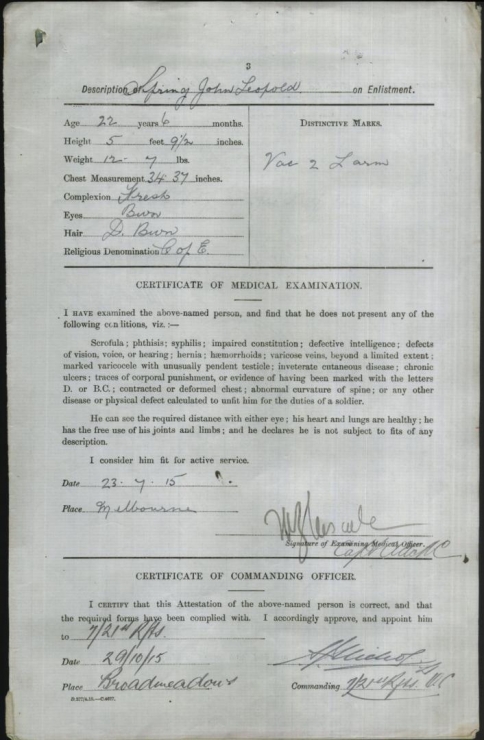 3
Description of Spring John Leopold on Enlistment.
Age 22 years 6 months.
Height 5 feet 9½ inches.
Weight 12-7 lbs.
Chest Measurement 34 37 inches.
Complexion Fresh
Eyes Bwn
Hair D. Bwn
Religious Denomination C of E.
DISTINCTIVE MARKS.
Vac 2 L arm
CERTIFICATE OF MEDICAL EXAMINATION.
I HAVE examined the above-named person, and find that he does not present any of the
following conditions, viz.:—
Scrofula; phthisis; syphilis; impaired constitution; defective intelligence; defects
of vision, voice, or hearing; hernia; hæmorrhoids; varicose veins, beyond a limited extent;
marked varicocele with unusually pendent testicle; inveterate cutaneous disease; chronic
ulcers; traces of corporal punishment, or evidence of having been marked with the letters
D. or B.C.; contracted or deformed chest; abnormal curvature of spine; or any other
disease or physical defect calculated to unfit him for the duties of a soldier.
He can see the required distance with either eye; his heart and lungs are healthy; he
has the free use of his joints and limbs; and he declares he is not subject to fits of any
description.
I consider him fit for active service.
Date 23-7-15
Place Melbourne
Signature of Examining Medical Officer.
Capt AAMC
CERTIFICATE OF COMMANDING OFFICER.
I CERTIFY that this Attestation of the above-named person is correct, and that
the required forms have been complied with. I accordingly approve, and appoint him
to 7/21st Rfts.
Date 29/10/15
Place Broadmeadows
Commanding 7/21st Rfts.